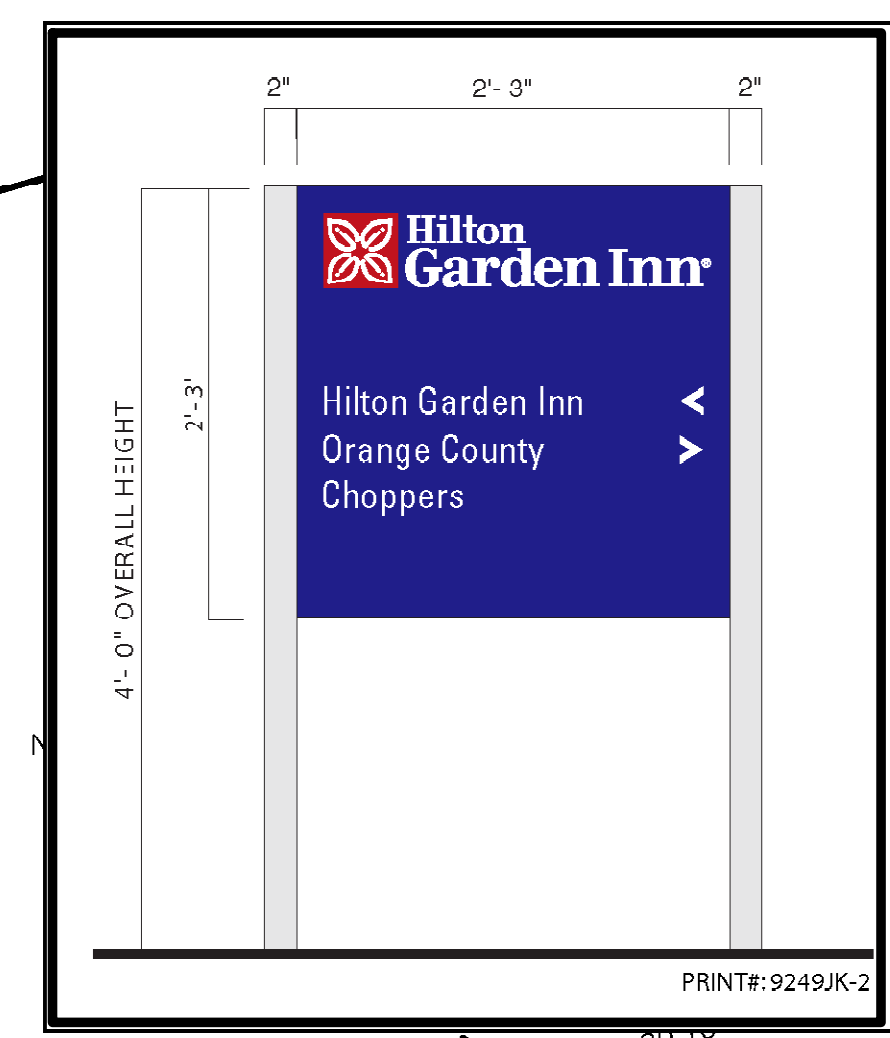 2" 2'- 3" 2"
Hilton
Garden Inn®
2'- 3'
4'- 0" OVERALL HEIGHT
Hilton Garden Inn <
Orange County >
Choppers
PRINT#: 9249JK-2